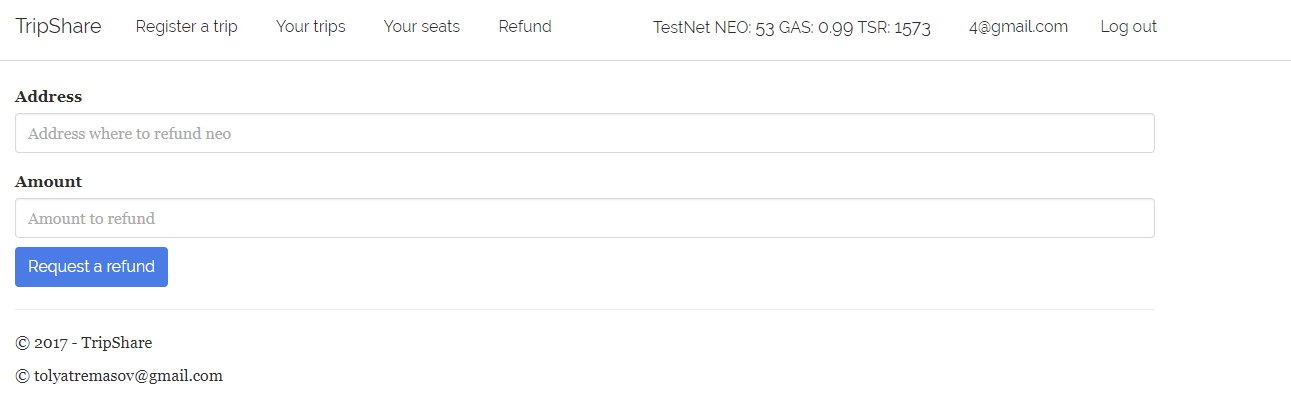 TripShare Register a trip Your trips Your seats Refund TestNet NEO: 53 GAS: 0.99 TSR: 1573 4@gmail.com Log out
Address
Address where to refund neo
Amount
Amount to refund
Request a refund
© 2017 - TripShare
© tolyatremasov@gmail.com